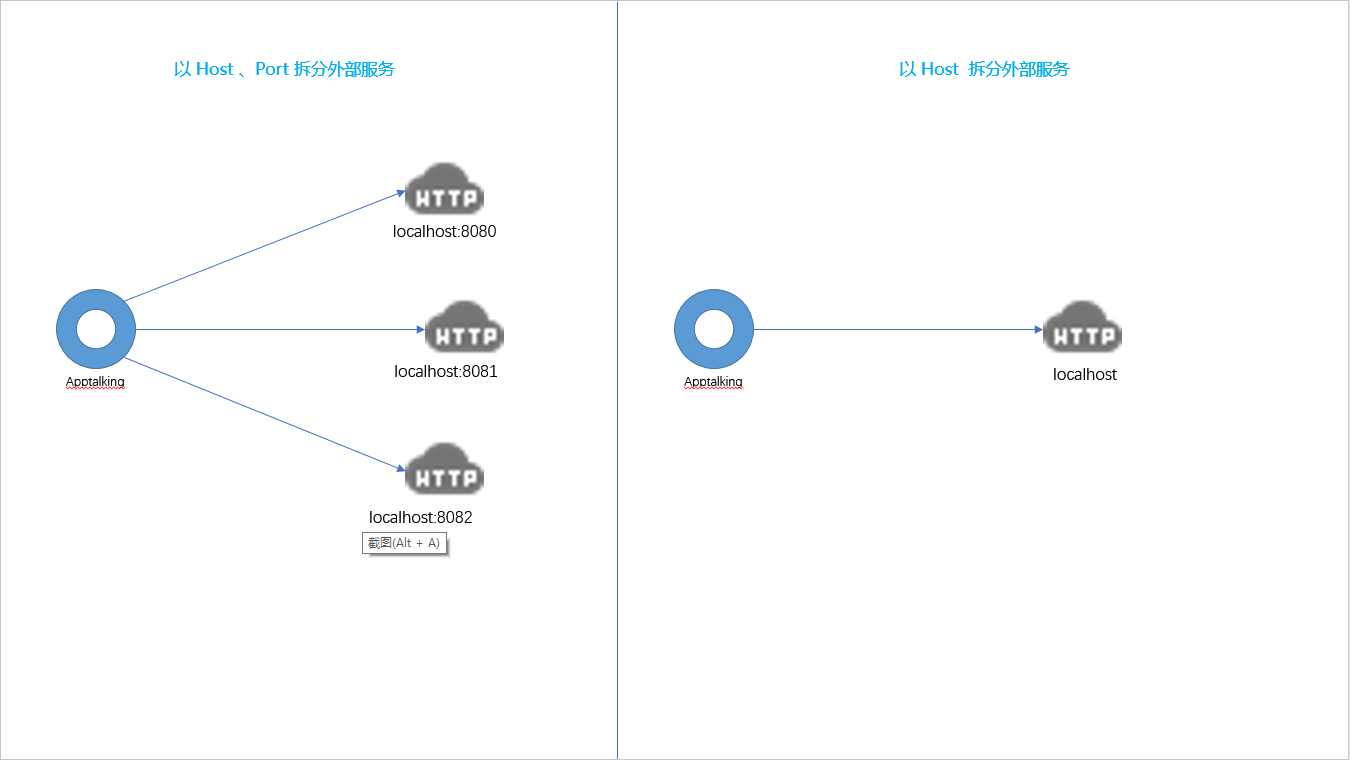 以 Host 、Port 拆分外部服务
HTTP
localhost:8080
HTTP
localhost:8081
Apptalking
HTTP
localhost:8082
截图(Alt + A)
以 Host 拆分外部服务
HTTP
localhost
Apptalking